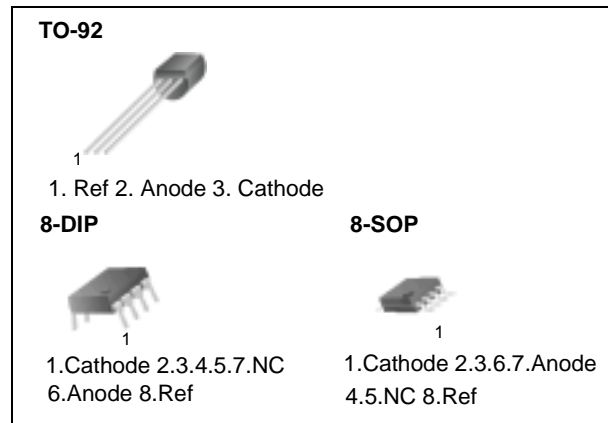 TO-92
1
1. Ref 2. Anode 3. Cathode
8-DIP
1
1.Cathode 2.3.4.5.7.NC
6.Anode 8.Ref
8-SOP
1
1.Cathode 2.3.6.7.Anode
4.5.NC 8.Ref